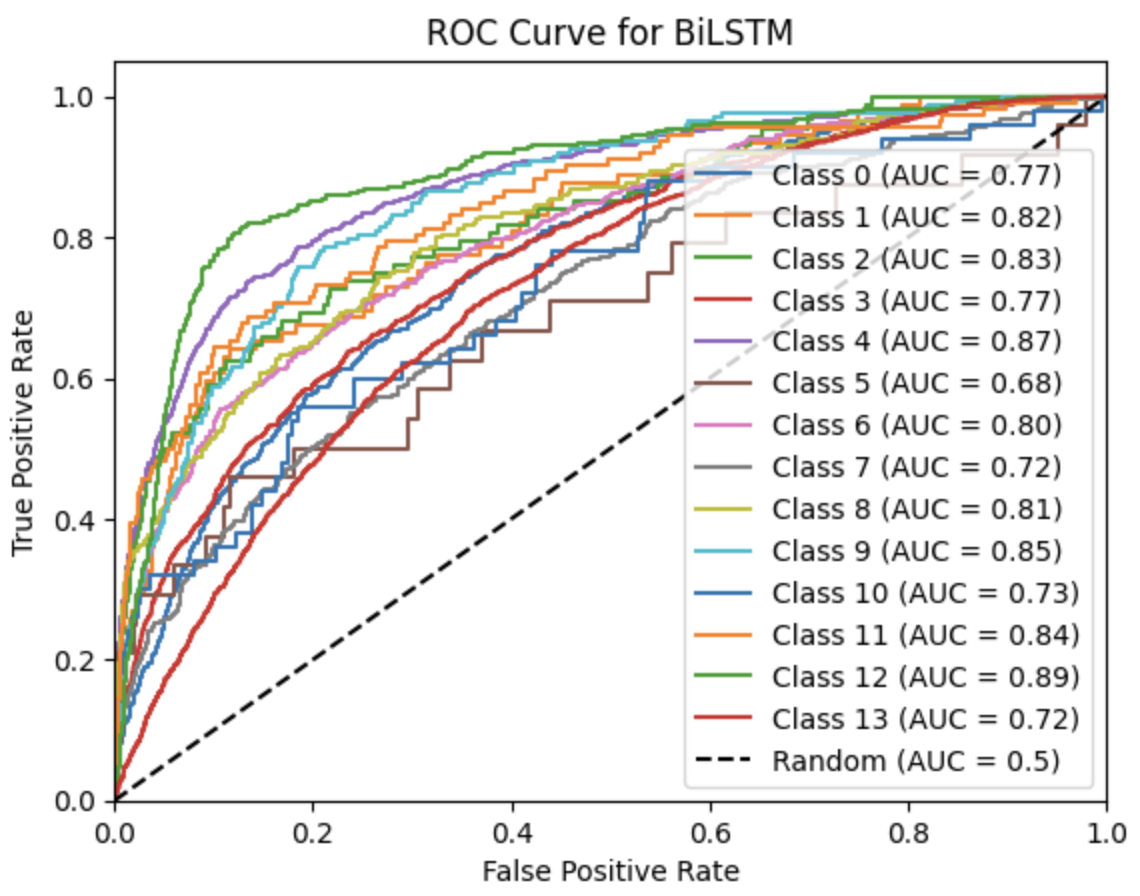 ROC Curve for BiLSTM
1.0
0.8
0.6
0.4
0.2
0.0
True Positive Rate
Class 0 (AUC = 0.77)
Class 1 (AUC = 0.82)
Class 2 (AUC = 0.83)
Class 3 (AUC = 0.77)
Class 4 (AUC = 0.87)
Class 5 (AUC = 0.68)
Class 6 (AUC = 0.80)
Class 7 (AUC = 0.72)
Class 8 (AUC = 0.81)
Class 9 (AUC = 0.85)
Class 10 (AUC = 0.73)
Class 11 (AUC = 0.84)
Class 12 (AUC = 0.89)
Class 13 (AUC = 0.72)
Random (AUC = 0.5)
0.0 0.2 0.4 0.6 0.8 1.0
False Positive Rate